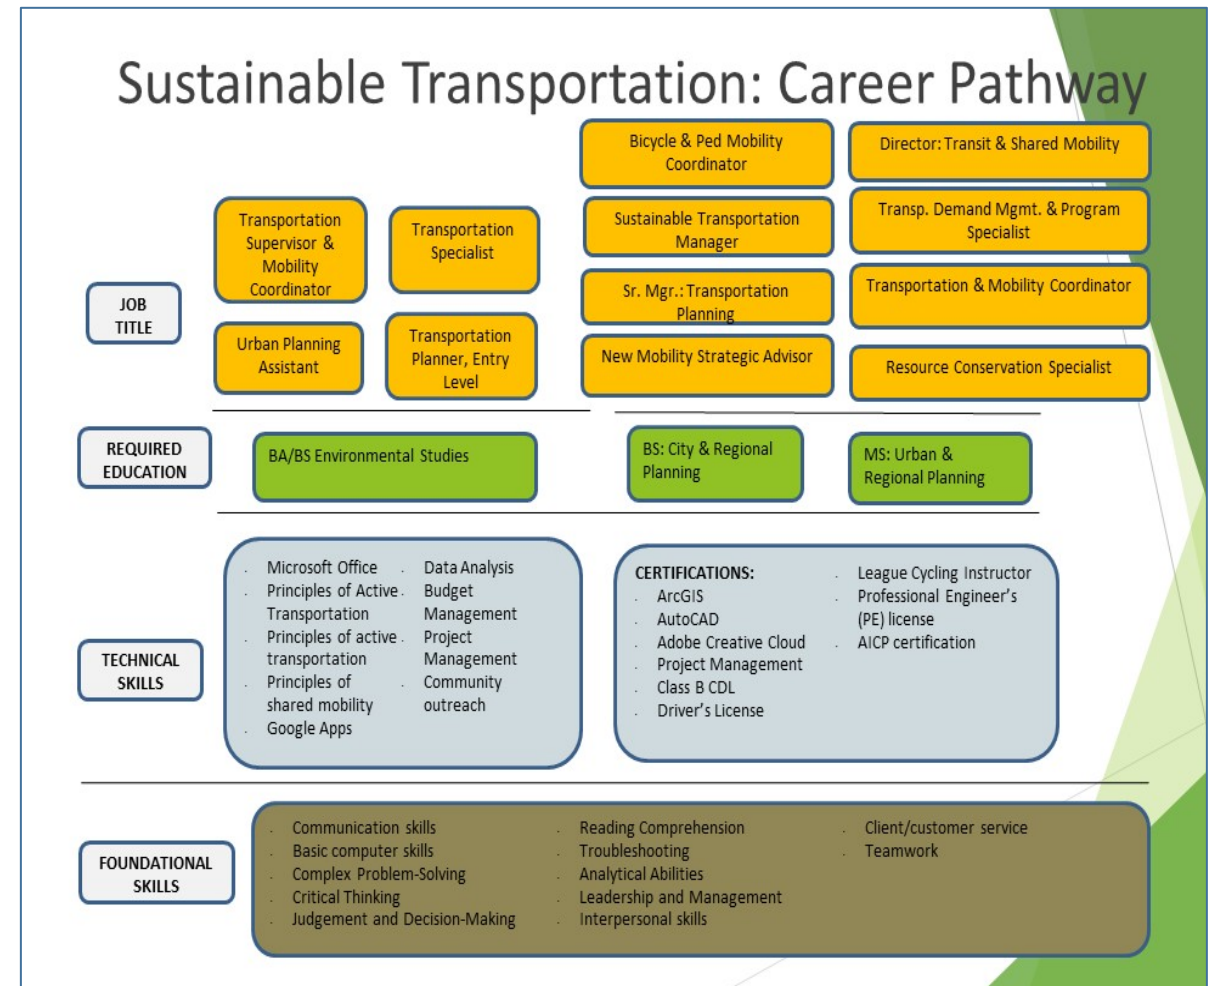 Sustainable Transportation: Career Pathway
JOB
TITLE
Transportation
Supervisor &
Mobility
Coordinator
Transportation
Specialist
Urban Planning
Assistant
Transportation
Planner, Entry
Level
Bicycle & Ped Mobility
Coordinator
Sustainable Transportation
Manager
Sr. Mgr.: Transportation
Planning
New Mobility Strategic Advisor
Director: Transit & Shared Mobility
Transp. Demand Mgmt. & Program
Specialist
Transportation & Mobility Coordinator
Resource Conservation Specialist
REQUIRED
EDUCATION
BA/BS Environmental Studies
BS: City & Regional
Planning
MS: Urban &
Regional Planning
TECHNICAL
SKILLS
Microsoft Office
Principles of Active
Transportation
Principles of active
transportation
Principles of
shared mobility
Google Apps
Data Analysis
Budget
Management
Project
Management
Community
outreach
CERTIFICATIONS:
ArcGIS
AutoCAD
Adobe Creative Cloud
Project Management
Class B CDL
Driver's License
League Cycling Instructor
Professional Engineer's
(PE) license
AICP certification
FOUNDATIONAL
SKILLS
Communication skills
Basic computer skills
Complex Problem-Solving
Critical Thinking
Judgement and Decision-Making
Reading Comprehension
Troubleshooting
Analytical Abilities
Leadership and Management
Interpersonal skills
Client/customer service
Teamwork